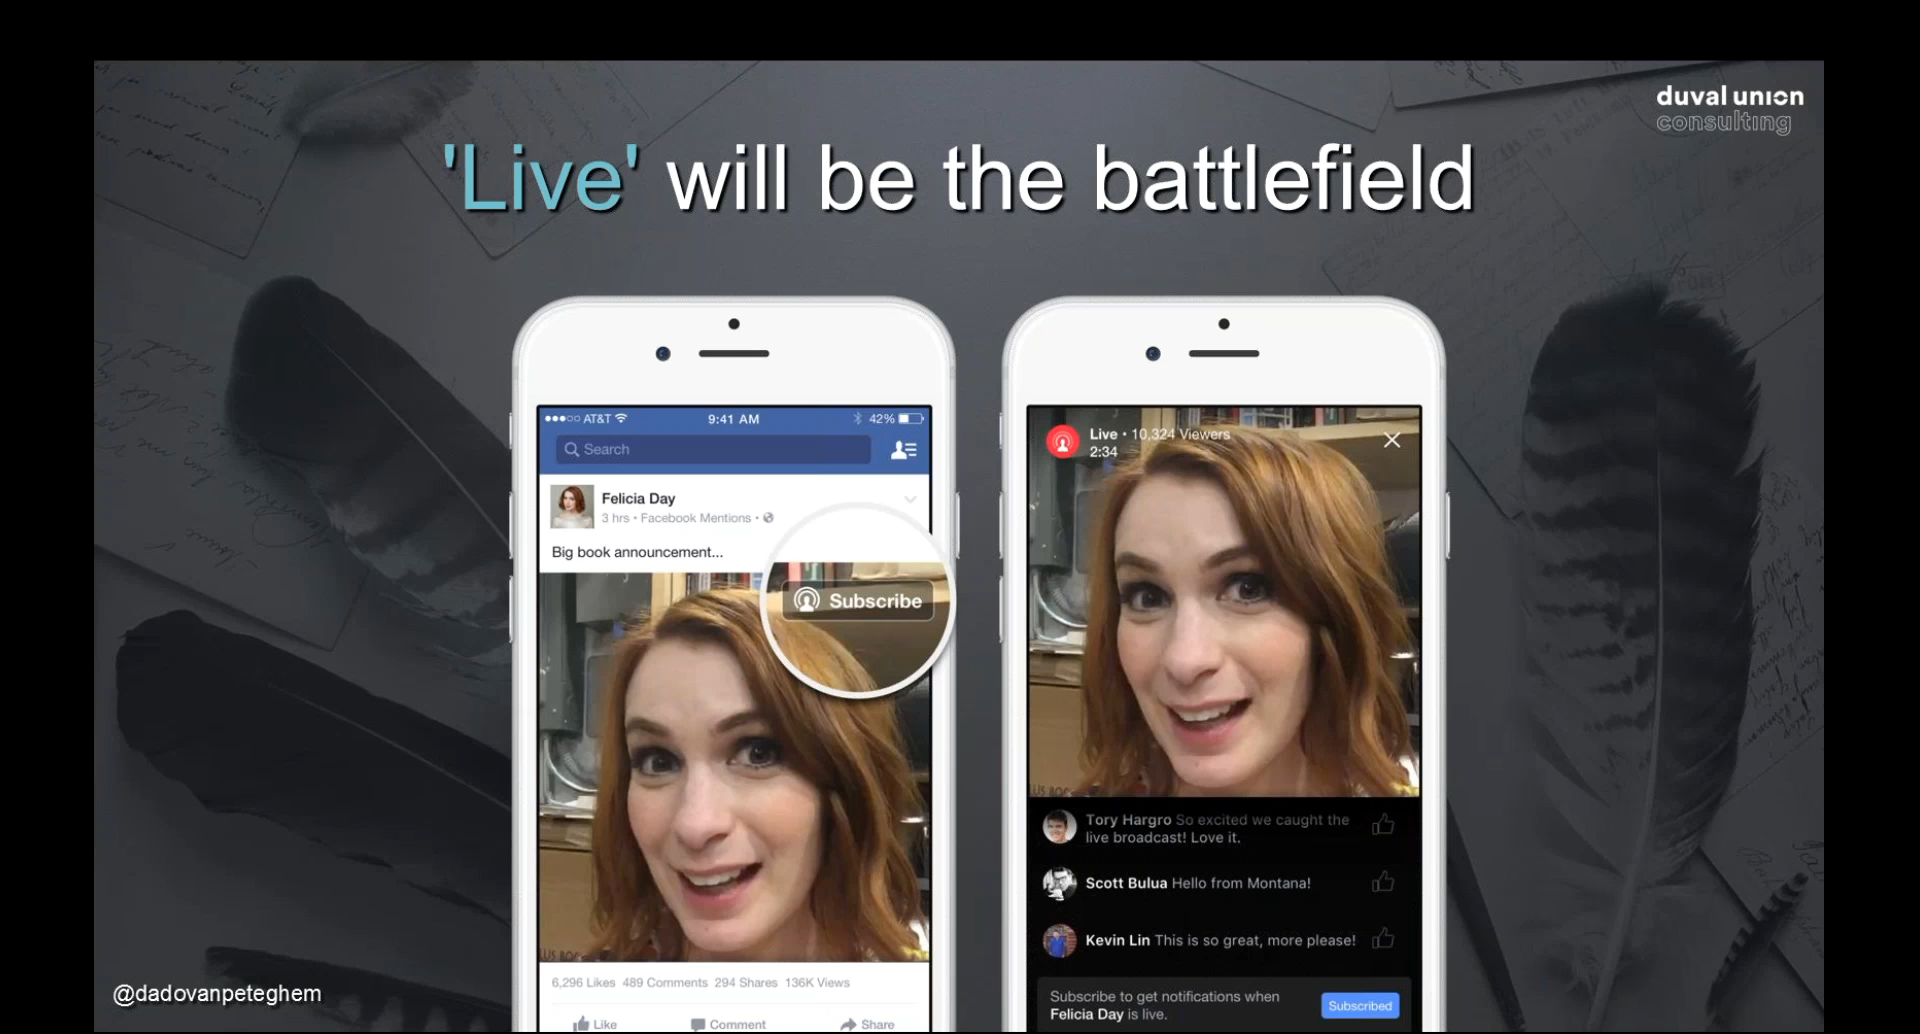 duval union
consulting
'Live' will be the battlefield
AT&T 9:41 AM 42%
Search
Felicia Day
3 hrs • Facebook Mentions •
Big book announcement...
Subscribe
6,296 Likes 489 Comments 294 Shares 136K Views
Like Comment Share
Live • 10,324 Viewers
2:34
Tory Hargro So excited we caught the
live broadcast! Love it.
Scott Bulua Hello from Montana!
Kevin Lin This is so great, more please!
Subscribe to get notifications when
Felicia Day is live.
Subscribed
@dadovanpeteghem